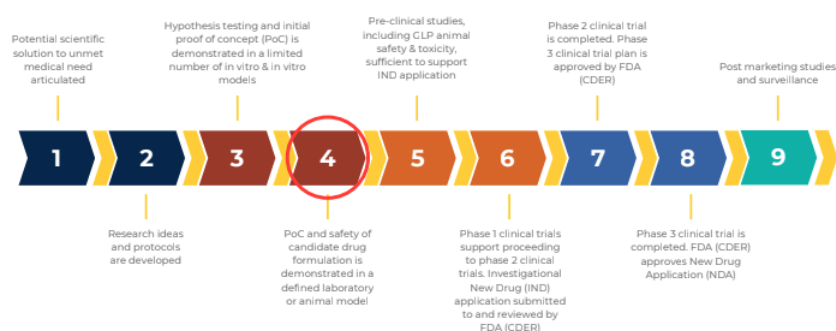 Potential scientific
solution to unmet
medical need
articulated
Hypothesis testing and initial
proof of concept (PoC) is
demonstrated in a limited
number of in vitro & in vitro
models
Pre-clinical studies,
including GLP animal
safety & toxicity,
sufficient to support
IND application
Phase 2 clinical trial
is completed. Phase
3 clinical trial plan is
approved by FDA
(CDER)
Post marketing studies
and surveillance
1
2
3
4
5
6
7
8
9
Research ideas
and protocols
are developed
PoC and safety of
candidate drug
formulation is
demonstrated in a
defined laboratory
or animal model
Phase 1 clinical trials
support proceeding
to phase 2 clinical
trials. Investigational
New Drug (IND)
application submitted
to and reviewed by
FDA (CDER)
Phase 3 clinical trial is
completed. FDA (CDER)
approves New Drug
Application (NDA)